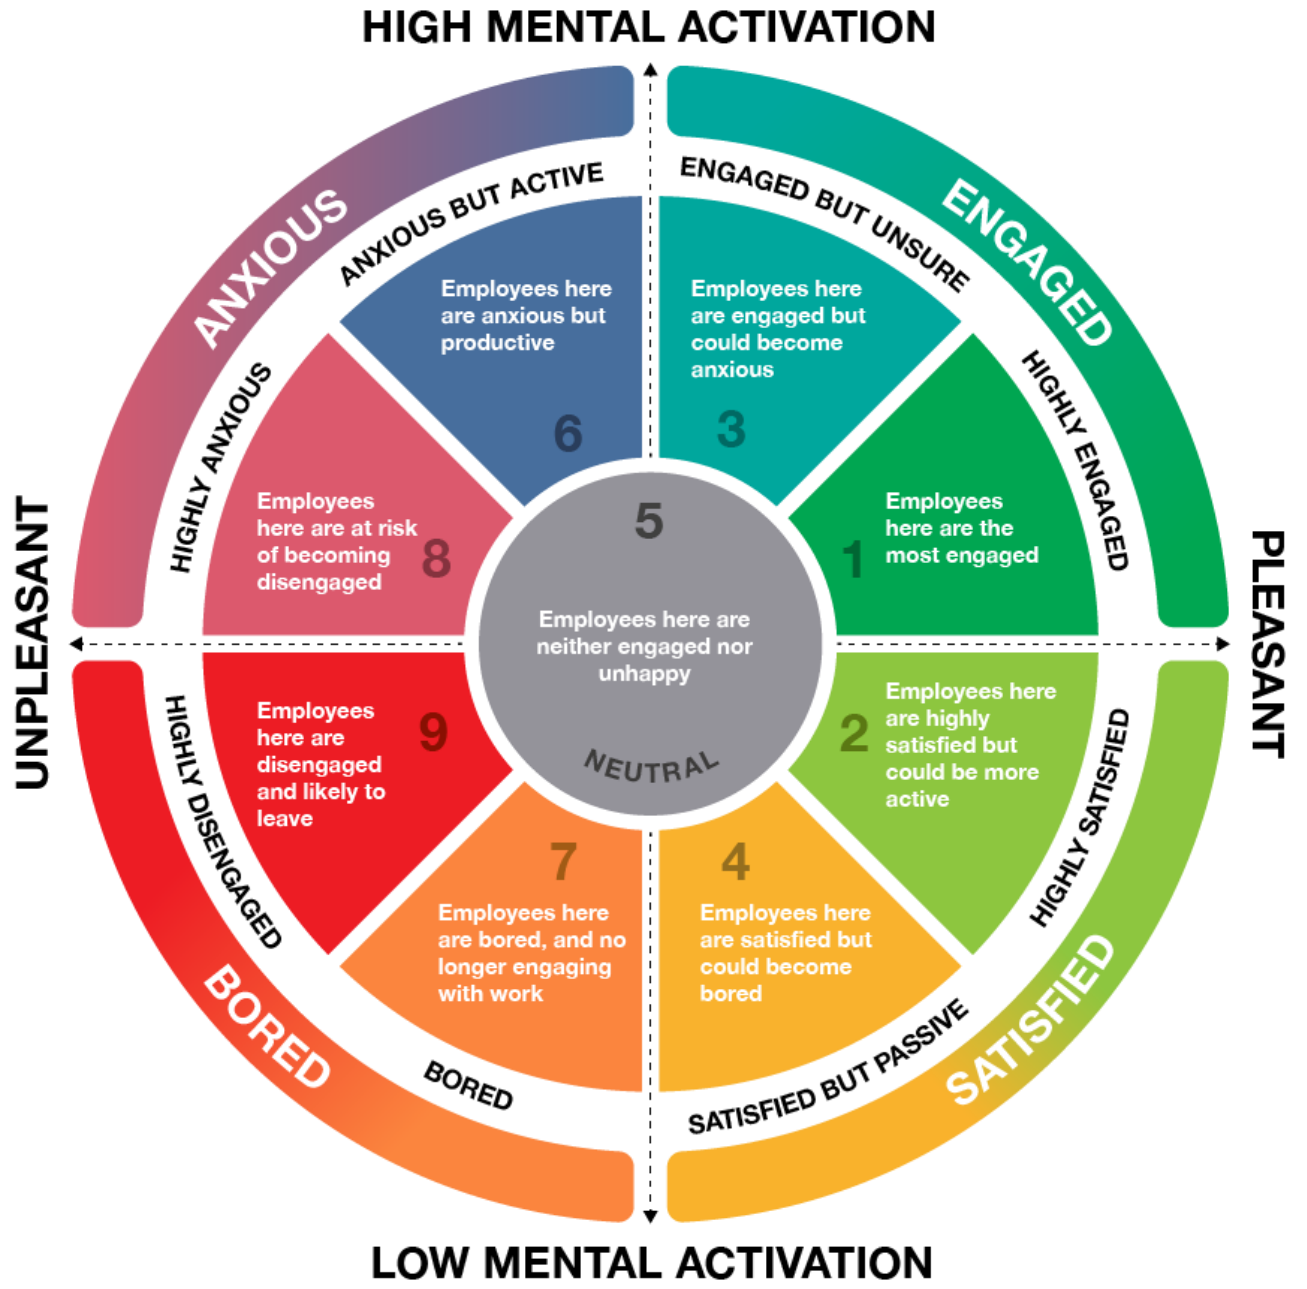 HIGH MENTAL ACTIVATION
ANXIOUS
ENGAGED
ANXIOUS BUT ACTIVE
ENGAGED BUT UNSURE
Employees here
are anxious but
productive
6
Employees here
are engaged but
could become
anxious
3
HIGHLY ANXIOUS
HIGHLY ENGAGED
Employees
here are at risk
of becoming
disengaged
8
5
Employees here are
neither engaged nor
unhappy
NEUTRAL
1
Employees
here are the
most engaged
UNPLEASANT
PLEASANT
Employees
here are
disengaged
and likely to
leave
9
2
Employees here
are highly
satisfied but
could be more
active
HIGHLY DISENGAGED
HIGHLY SATISFIED
7
Employees here
are bored, and no
longer engaging
with work
4
Employees here
are satisfied but
could become
bored
BORED
SATISFIED BUT PASSIVE
BORED
SATISFIED
LOW MENTAL ACTIVATION